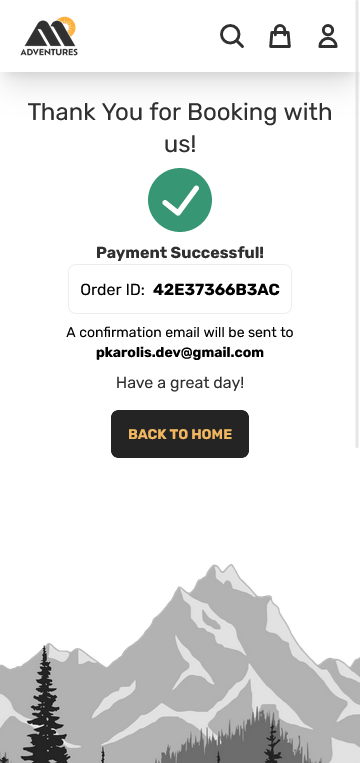 ADVENTURES
Thank You for Booking with
us!
Payment Successful!
Order ID: 42E37366B3AC
A confirmation email will be sent to
pkarolis.dev@gmail.com
Have a great day!
BACK TO HOME